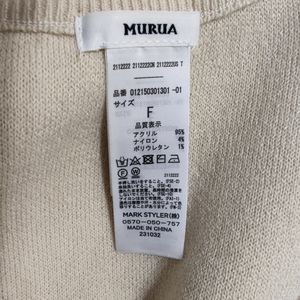 MURUA
2112222 2112222CN 2112222US T
品番 012150301301 -01
サイズ
F
品質表示
アクリル 95%
ナイロン 4%
ポリウレタン 1%
2112222
MARK STYLER(株)
0570-050-757
MADE IN CHINA
231032